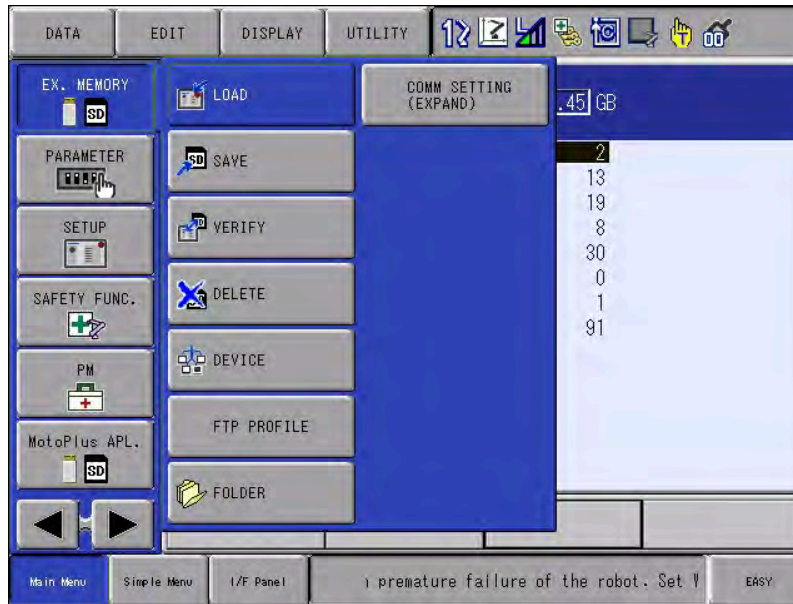 DATA
EDIT
DISPLAY
UTILITY
EX. MEMORY
SD
LOAD
COMM SETTING
(EXPAND)
.45 GB
PARAMETER
SD
SAVE
2
13
19
SETUP
VERIFY
8
30
SAFETY FUNC.
DELETE
0
1
91
PM
DEVICE
FTP PROFILE
MotoPlus APL.
SD
FOLDER
Main Menu
Simple Menu
I/F Panel
premature failure of the robot. Set
EASY